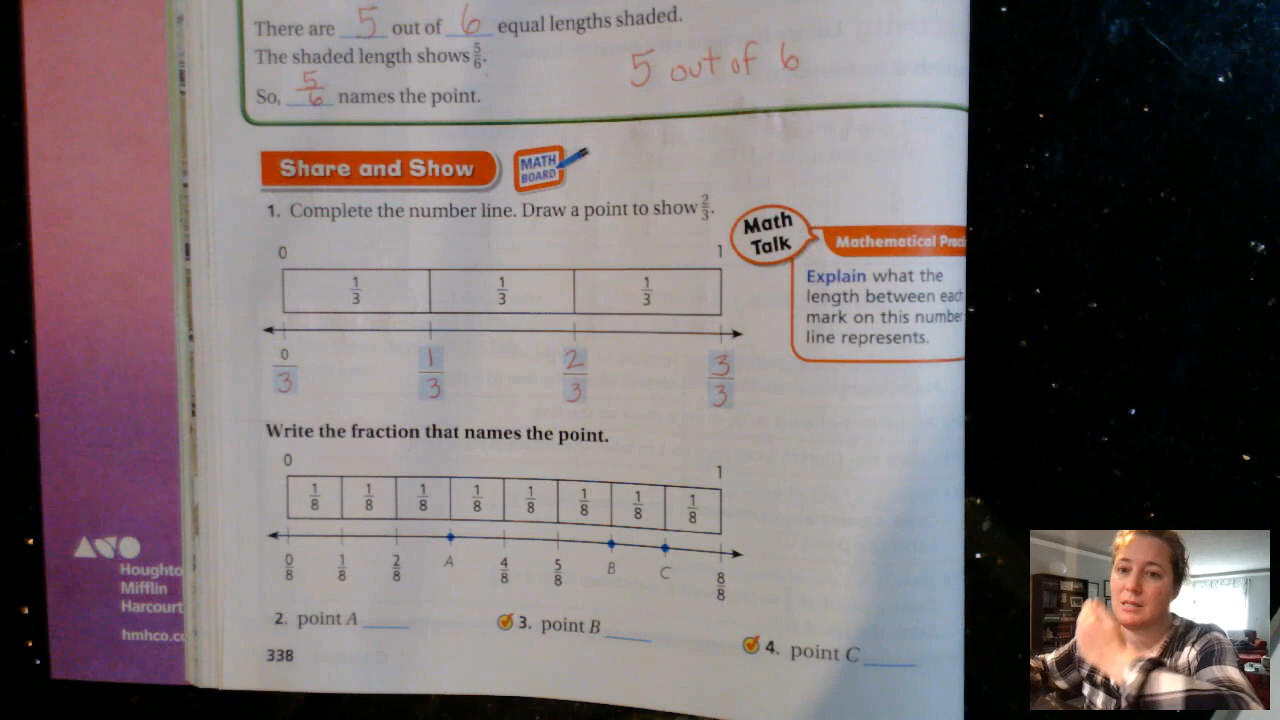 There are 5 out of 6 equal lengths shaded.
The shaded length shows 5/6.
So, 5/6 names the point.
5 out of 6
Share and Show
MATH
BOARD
1. Complete the number line. Draw a point to show 2/3.
0 1
1/3 1/3 1/3
0/3 1/3 2/3 3/3
Math
Talk
Mathematical
Explain what the
length between each
mark on this number
line represents.
Write the fraction that names the point.
0 1
1/8 1/8 1/8 1/8 1/8 1/8 1/8 1/8
0/8 1/8 2/8 A 4/8 5/8 B C 8/8
2. point A ____
3. point B ____
4. point C ____
338
Houghto
Mifflin
Harcourt
hmhco.c